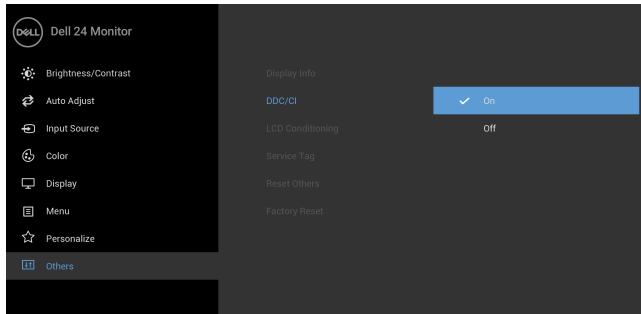 DELL Dell 24 Monitor
Brightness/Contrast
Auto Adjust
Input Source
Color
Display
Menu
Personalize
Others
Display Info
DDC/CI
LCD Conditioning
Service Tag
Reset Others
Factory Reset
On
Off